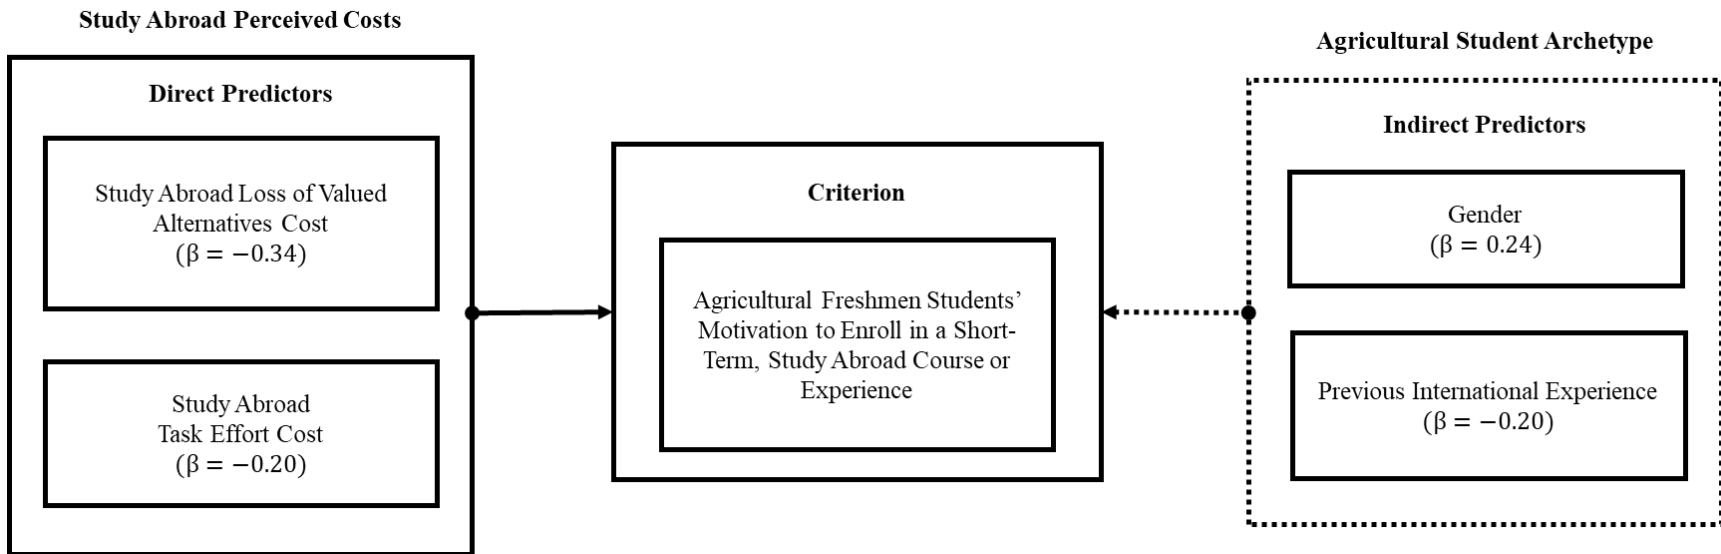 Study Abroad Perceived Costs
Direct Predictors
Study Abroad Loss of Valued
Alternatives Cost
(β = −0.34)
Study Abroad
Task Effort Cost
(β = −0.20)
Criterion
Agricultural Freshmen Students’
Motivation to Enroll in a Short-
Term, Study Abroad Course or
Experience
Agricultural Student Archetype
Indirect Predictors
Gender
(β = 0.24)
Previous International Experience
(β = −0.20)